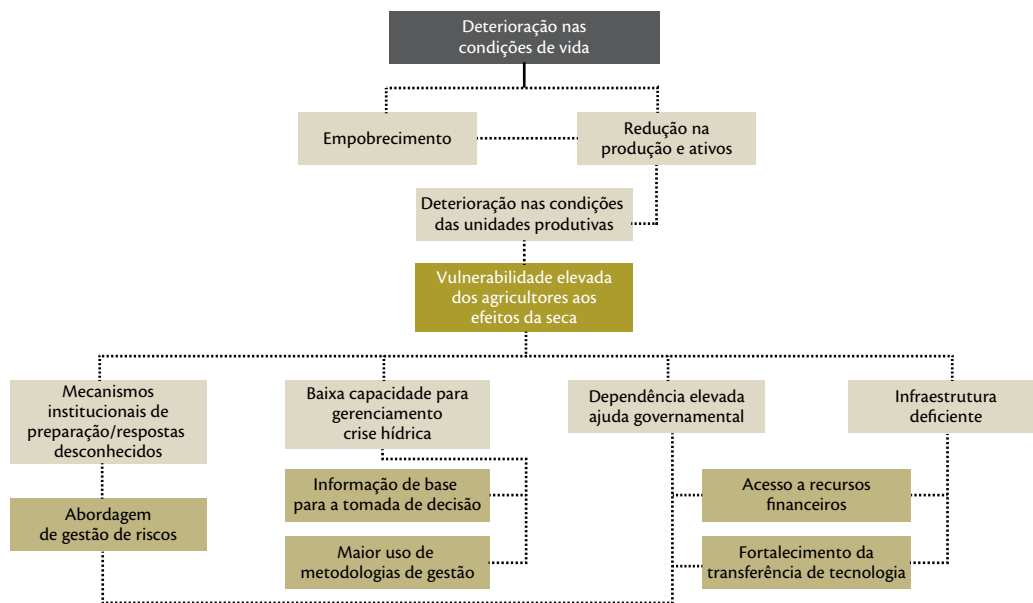 Deterioração nas
condições de vida
Empobrecimento
Redução na
produção e ativos
Deterioração nas condições
das unidades produtivas
Vulnerabilidade elevada
dos agricultores aos
efeitos da seca
Mecanismos
institucionais de
preparação/respostas
desconhecidos
Baixa capacidade para
gerenciamento
crise hídrica
Dependência elevada
ajuda governamental
Infraestrutura
deficiente
Abordagem
de gestão de riscos
Informação de base
para a tomada de decisão
Maior uso de
metodologias de gestão
Acesso a recursos
financeiros
Fortalecimento da
transferência de tecnologia